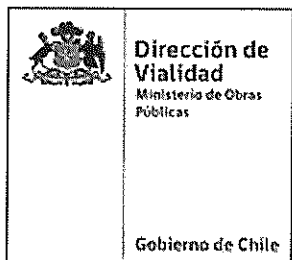 Dirección de
Vialidad
Ministerio de Obras
Públicas
Gobierno de Chile